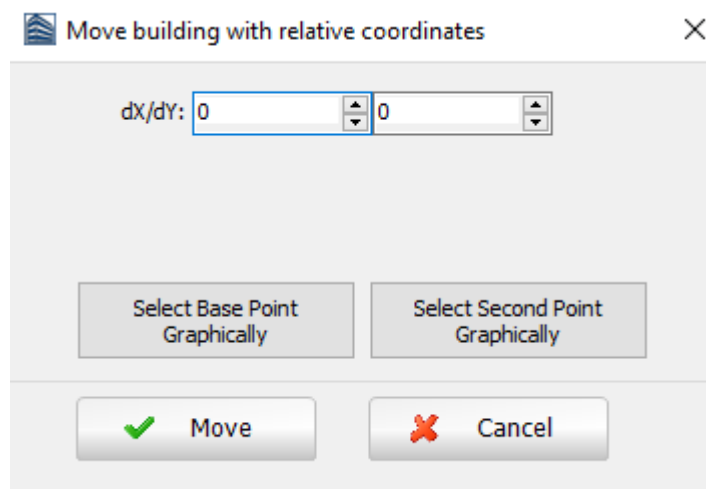 Move building with relative coordinates
dX/dY: 0 0
Select Base Point Select Second Point
Graphically Graphically
Move Cancel